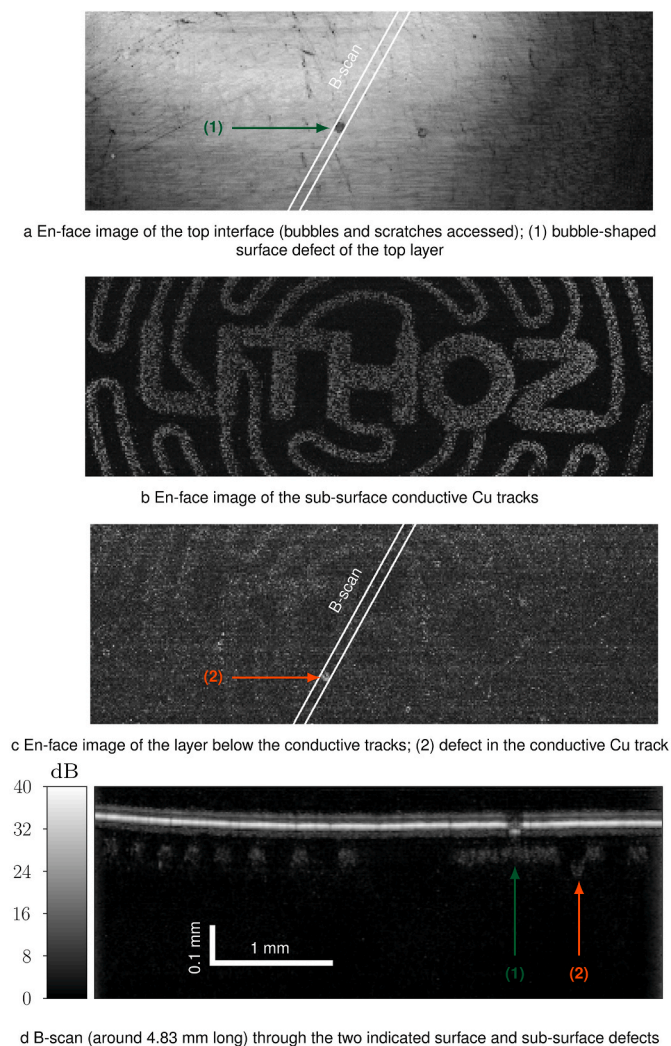 B-scan
(1)
a En-face image of the top interface (bubbles and scratches accessed); (1) bubble-shaped
surface defect of the top layer
LITHOZ
b En-face image of the sub-surface conductive Cu tracks
B-scan
(2)
c En-face image of the layer below the conductive tracks; (2) defect in the conductive Cu track
dB
40
32
24
16
8
0
0.1 mm
1 mm
(1)
(2)
d B-scan (around 4.83 mm long) through the two indicated surface and sub-surface defects